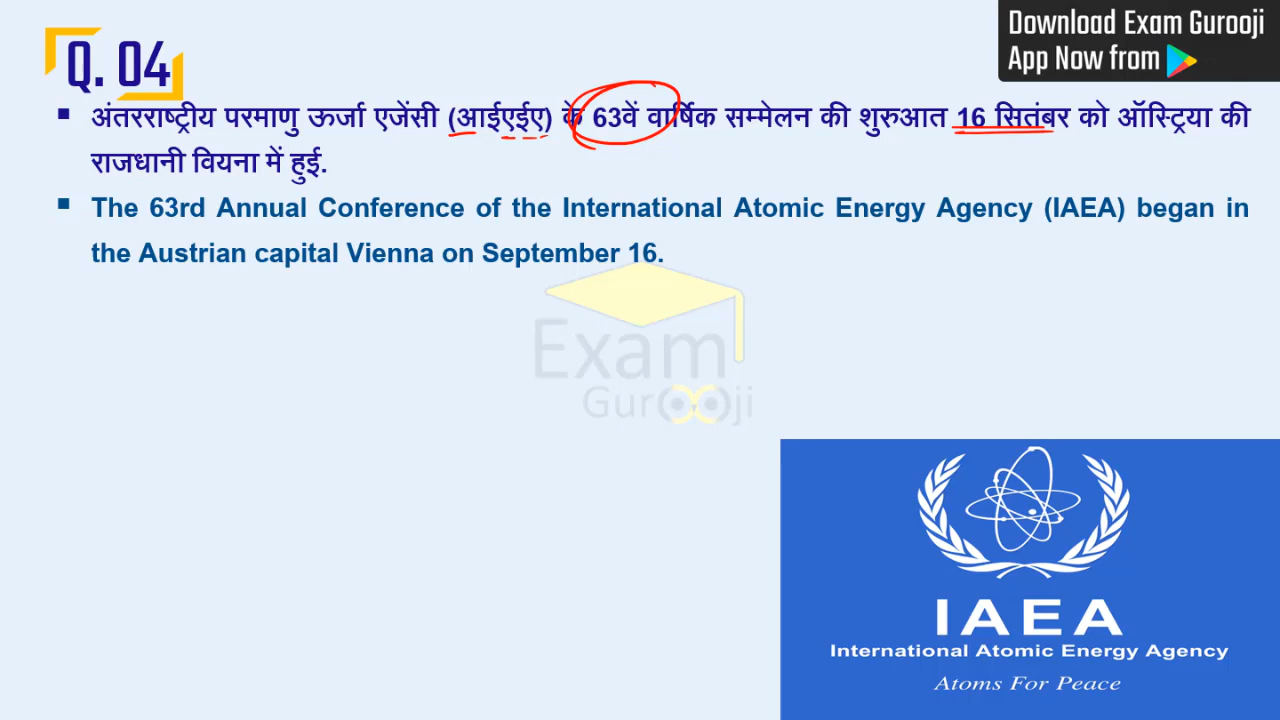 Download Exam Gurooji
App Now from
Q. 04
▪ अंतरराष्ट्रीय परमाणु ऊर्जा एजेंसी (आईएईए) के 63वें वार्षिक सम्मेलन की शुरुआत 16 सितंबर को ऑस्ट्रिया की
राजधानी वियना में हुई.
▪ The 63rd Annual Conference of the International Atomic Energy Agency (IAEA) began in
the Austrian capital Vienna on September 16.
Exam
Gurooji
IAEA
International Atomic Energy Agency
Atoms For Peace